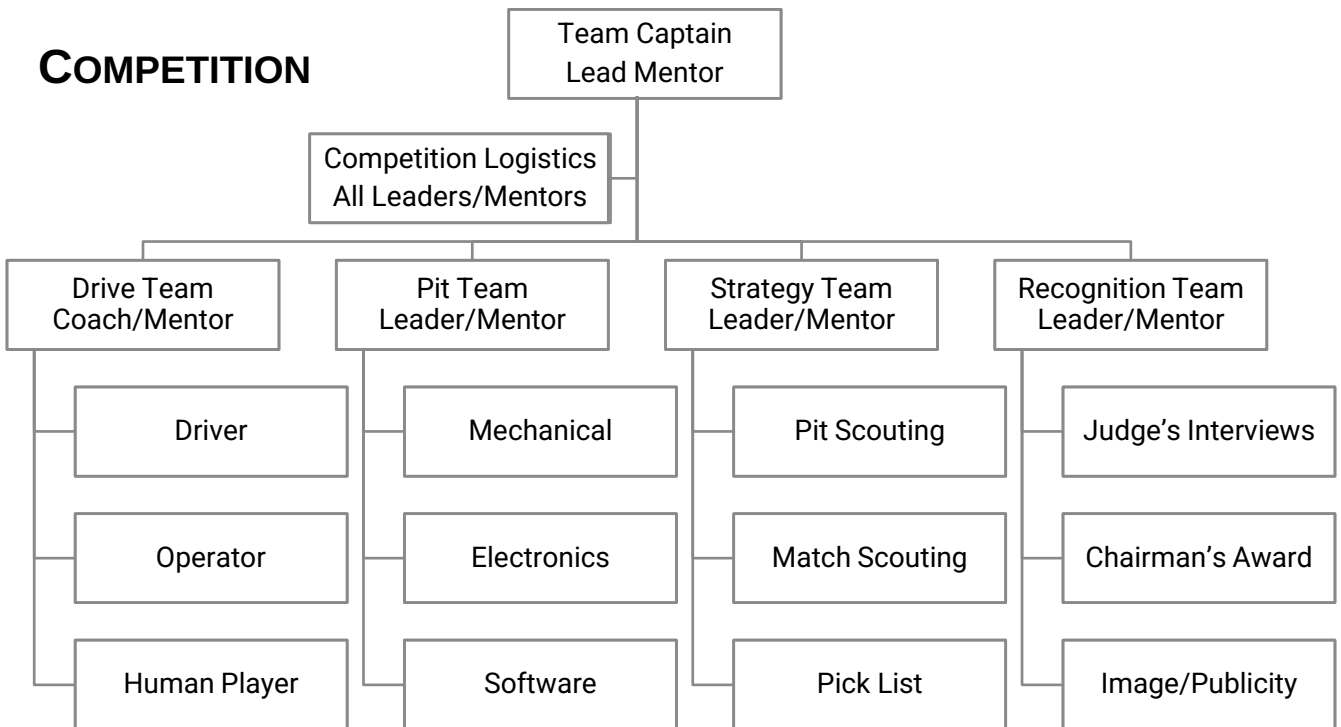 COMPETITION
Team Captain
Lead Mentor
Competition Logistics
All Leaders/Mentors
Drive Team
Coach/Mentor
Pit Team
Leader/Mentor
Strategy Team
Leader/Mentor
Recognition Team
Leader/Mentor
Driver
Mechanical
Pit Scouting
Judge’s Interviews
Operator
Electronics
Match Scouting
Chairman’s Award
Human Player
Software
Pick List
Image/Publicity